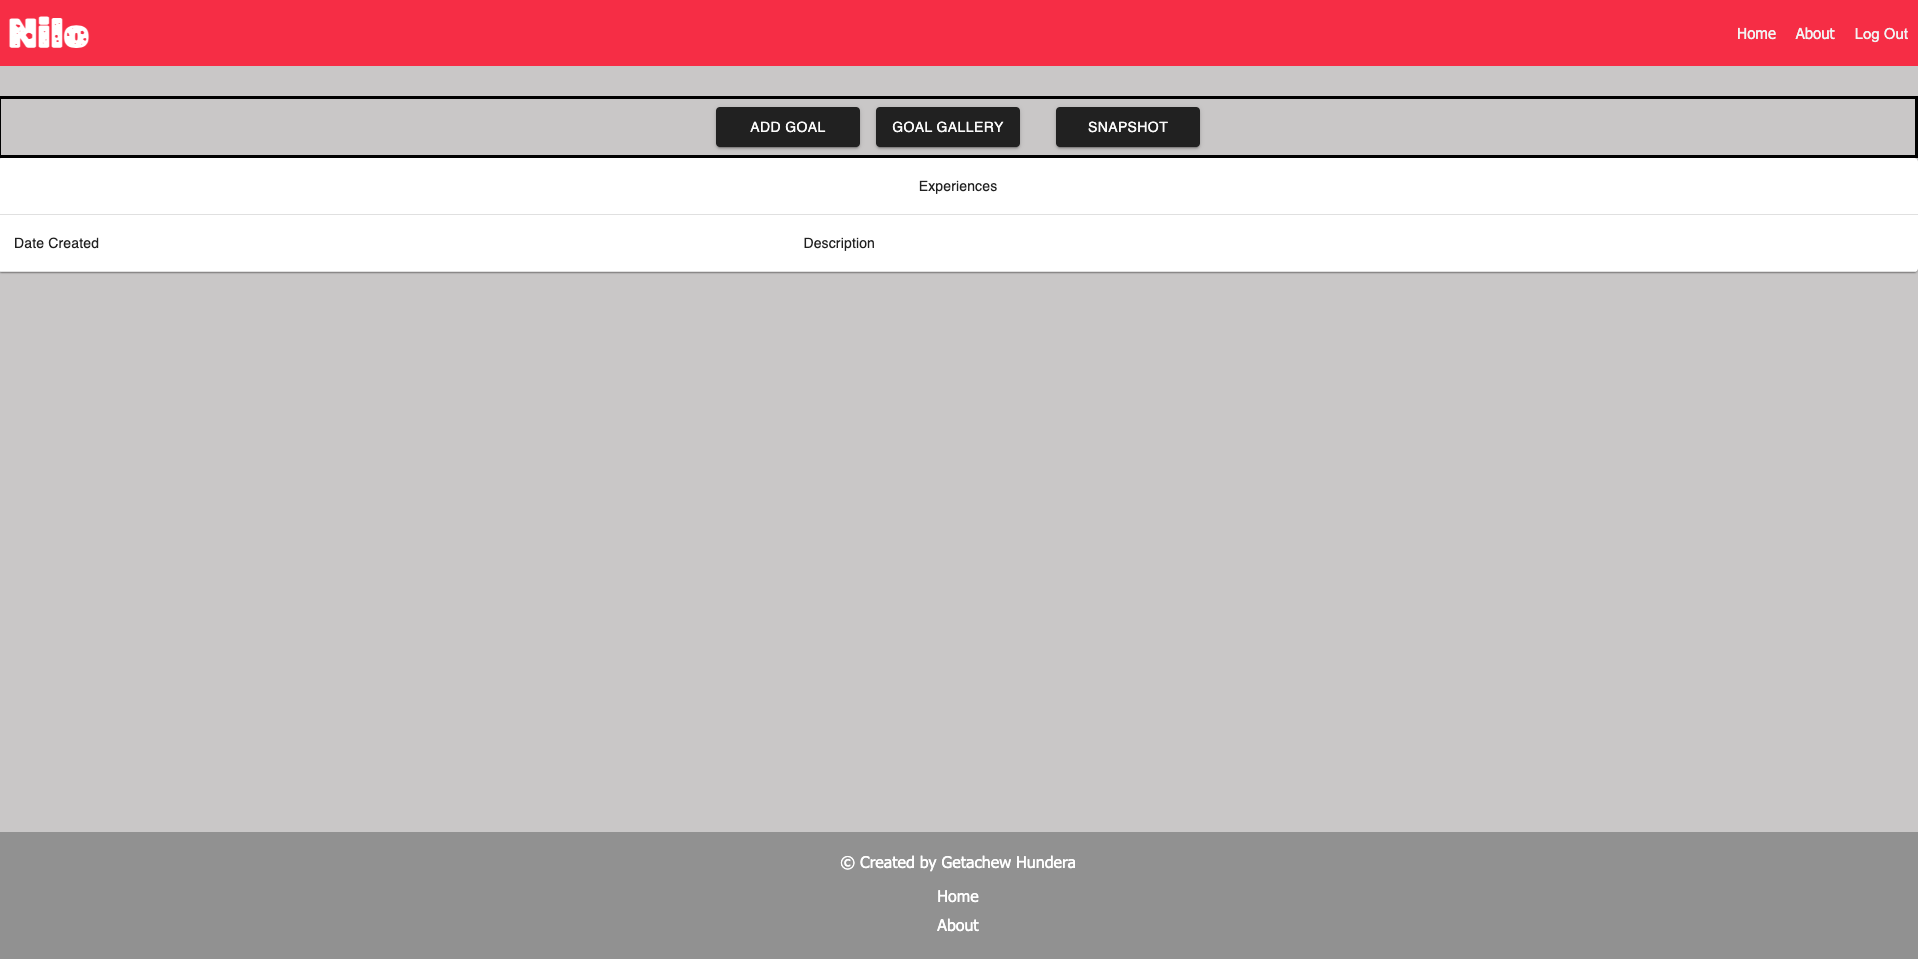 Nilo
Home About Log Out
ADD GOAL GOAL GALLERY SNAPSHOT
Experiences
Date Created Description
© Created by Getachew Hundera
Home
About